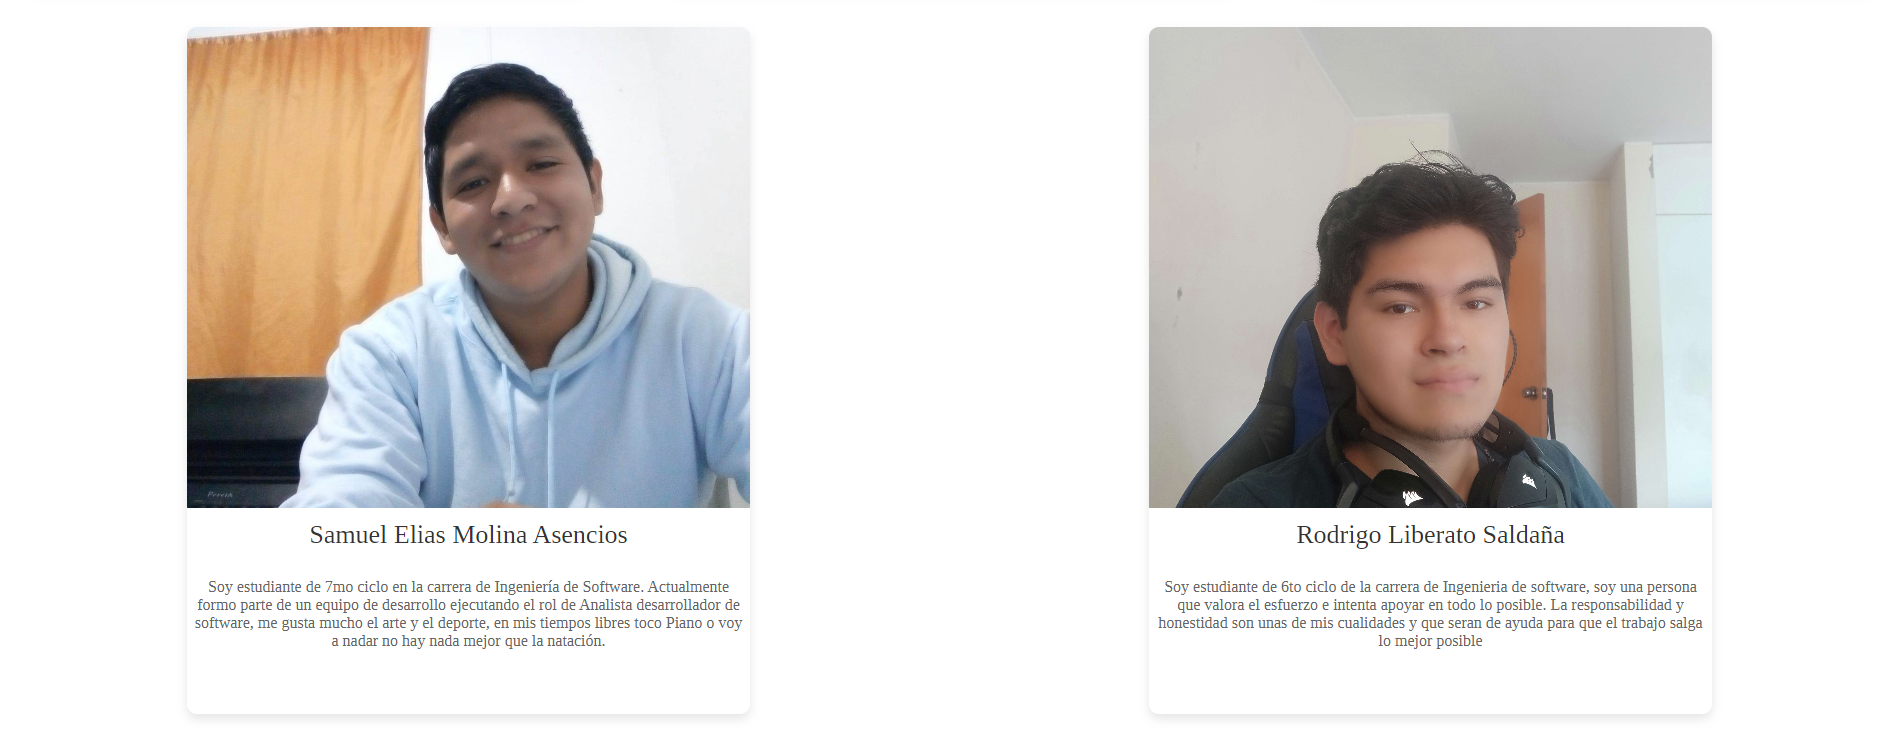 Samuel Elias Molina Asencios
Soy estudiante de 7mo ciclo en la carrera de Ingeniería de Software. Actualmente
formo parte de un equipo de desarrollo ejecutando el rol de Analista desarrollador de
software, me gusta mucho el arte y el deporte, en mis tiempos libres toco Piano o voy
a nadar no hay nada mejor que la natación.
Rodrigo Liberato Saldaña
Soy estudiante de 6to ciclo de la carrera de Ingenieria de software, soy una persona
que valora el esfuerzo e intenta apoyar en todo lo posible. La responsabilidad y
honestidad son unas de mis cualidades y que seran de ayuda para que el trabajo salga
lo mejor posible